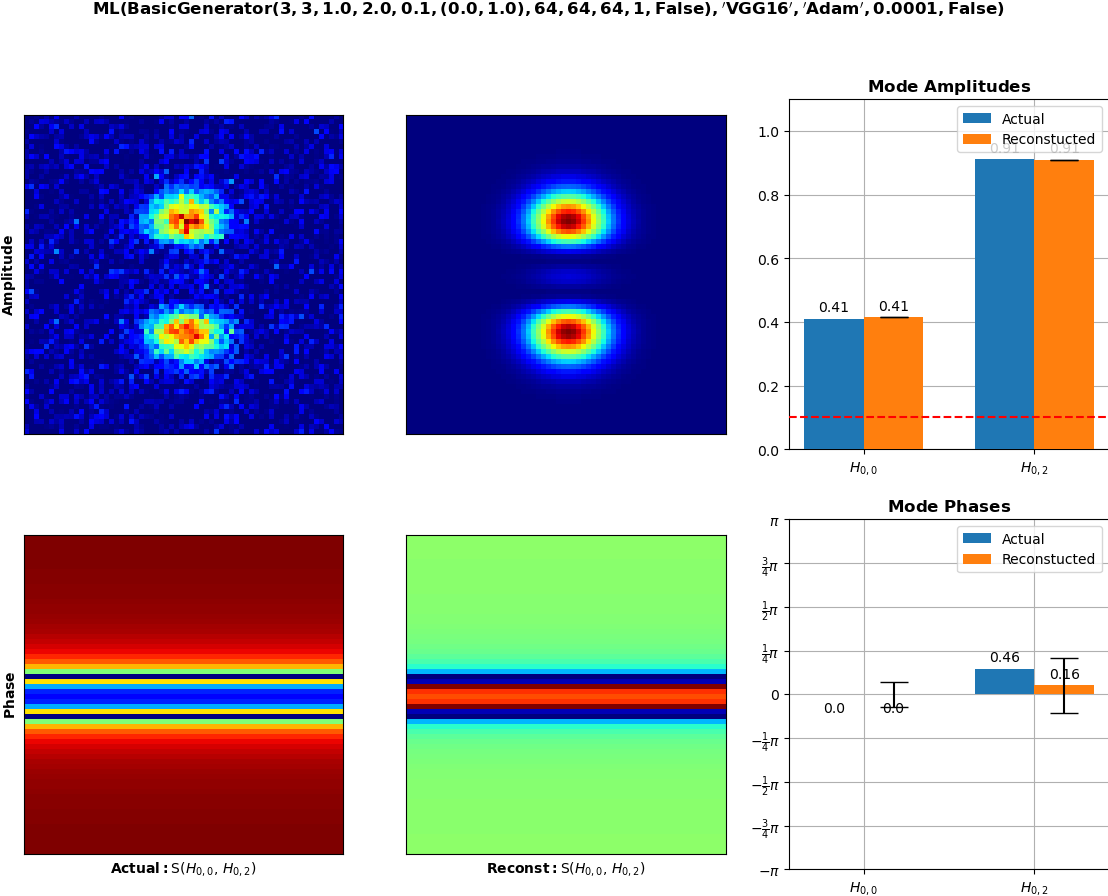 ML(BasicGenerator(3, 3, 1.0, 2.0, 0.1, (0.0, 1.0), 64, 64, 64, 1, False), ′VGG16′, ′Adam′, 0.0001, False)
Amplitude
Mode Amplitudes
Actual
Reconstucted
1.0
0.8
0.6
0.4
0.2
0.0
0.41
0.41
0.91
0.91
H0,0
H0,2
Phase
Actual: S(H0,0, H0,2)
Reconst: S(H0,0, H0,2)
Mode Phases
Actual
Reconstucted
π
3/4π
1/2π
1/4π
0
−1/4π
−1/2π
−3/4π
−π
0.0
0.0
0.46
0.16
H0,0
H0,2